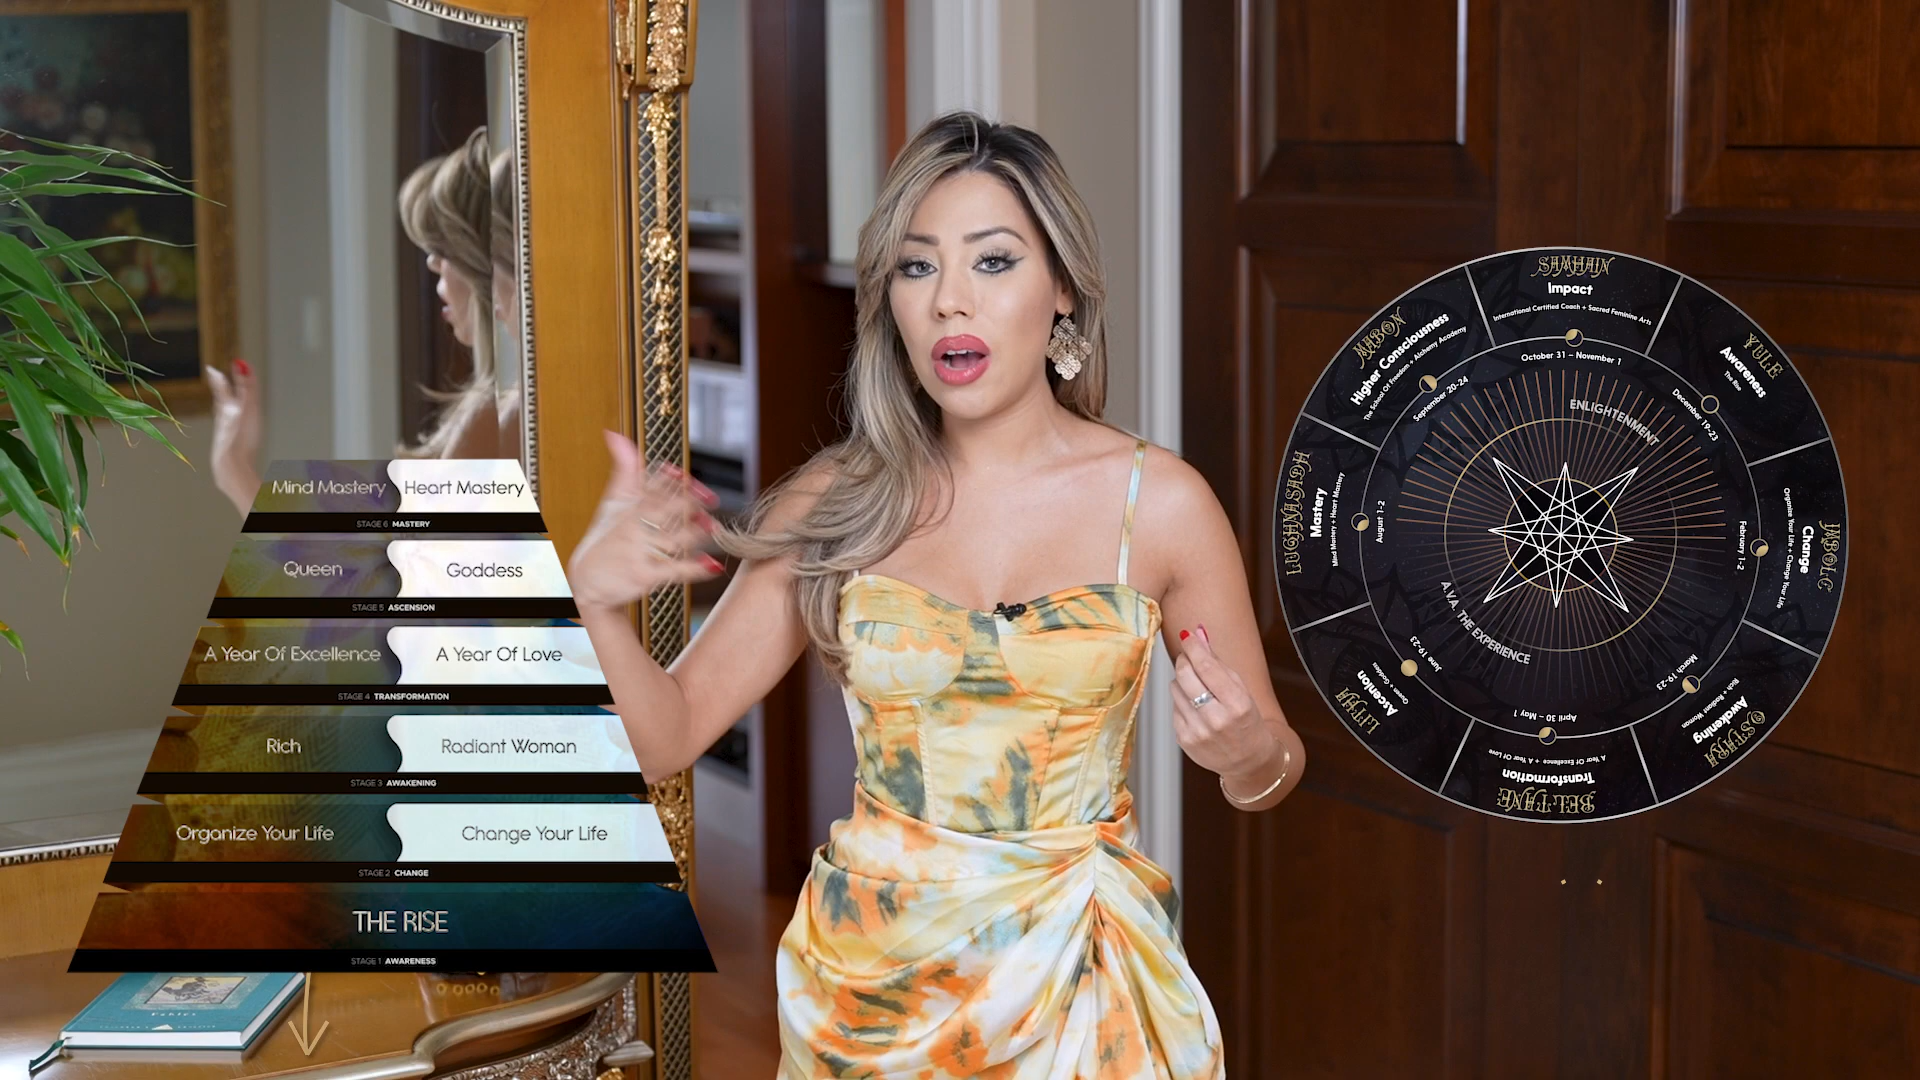 Mind Mastery
Heart Mastery
STAGE 6 MASTERY
Queen
Goddess
STAGE 5 ASCENSION
A Year Of Excellence
A Year Of Love
STAGE 4 TRANSFORMATION
Rich
Radiant Woman
STAGE 3 AWAKENING
Organize Your Life
Change Your Life
STAGE 2 CHANGE
THE RISE
STAGE 1 AWARENESS
Fables
SAMHAIN
Impact
International Certified Coach + Sacred Feminine Arts
October 31 – November 1
YULE
Awareness
The Rise
December 19-23
IMBOLC
Change
Organize Your Life + Change Your Life
February 1-2
OSTARA
Awakening
Rich + Radiant Woman
March 19-23
BELTANE
Transformation
A Year Of Excellence + A Year Of Love
April 30 – May 1
LITHA
Ascenion
Queen + Goddess
June 19-23
LUGHNASADH
Mastery
Mind Mastery + Heart Mastery
August 1-2
MABON
Higher Consciousness
The School Of Freedom + Alchemy Academy
September 20-24
ENLIGHTENMENT
A.V.A. THE EXPERIENCE